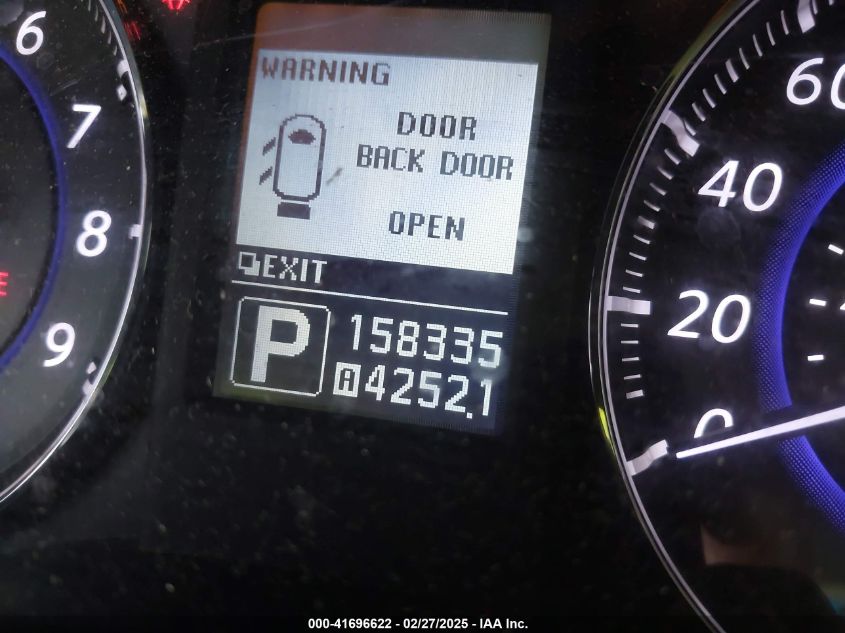 6
7
8
9
WARNING
DOOR
BACK DOOR
OPEN
EXIT
P
158335
A 4252.1
60
40
20
0
000-41696622 - 02/27/2025 - IAA Inc.